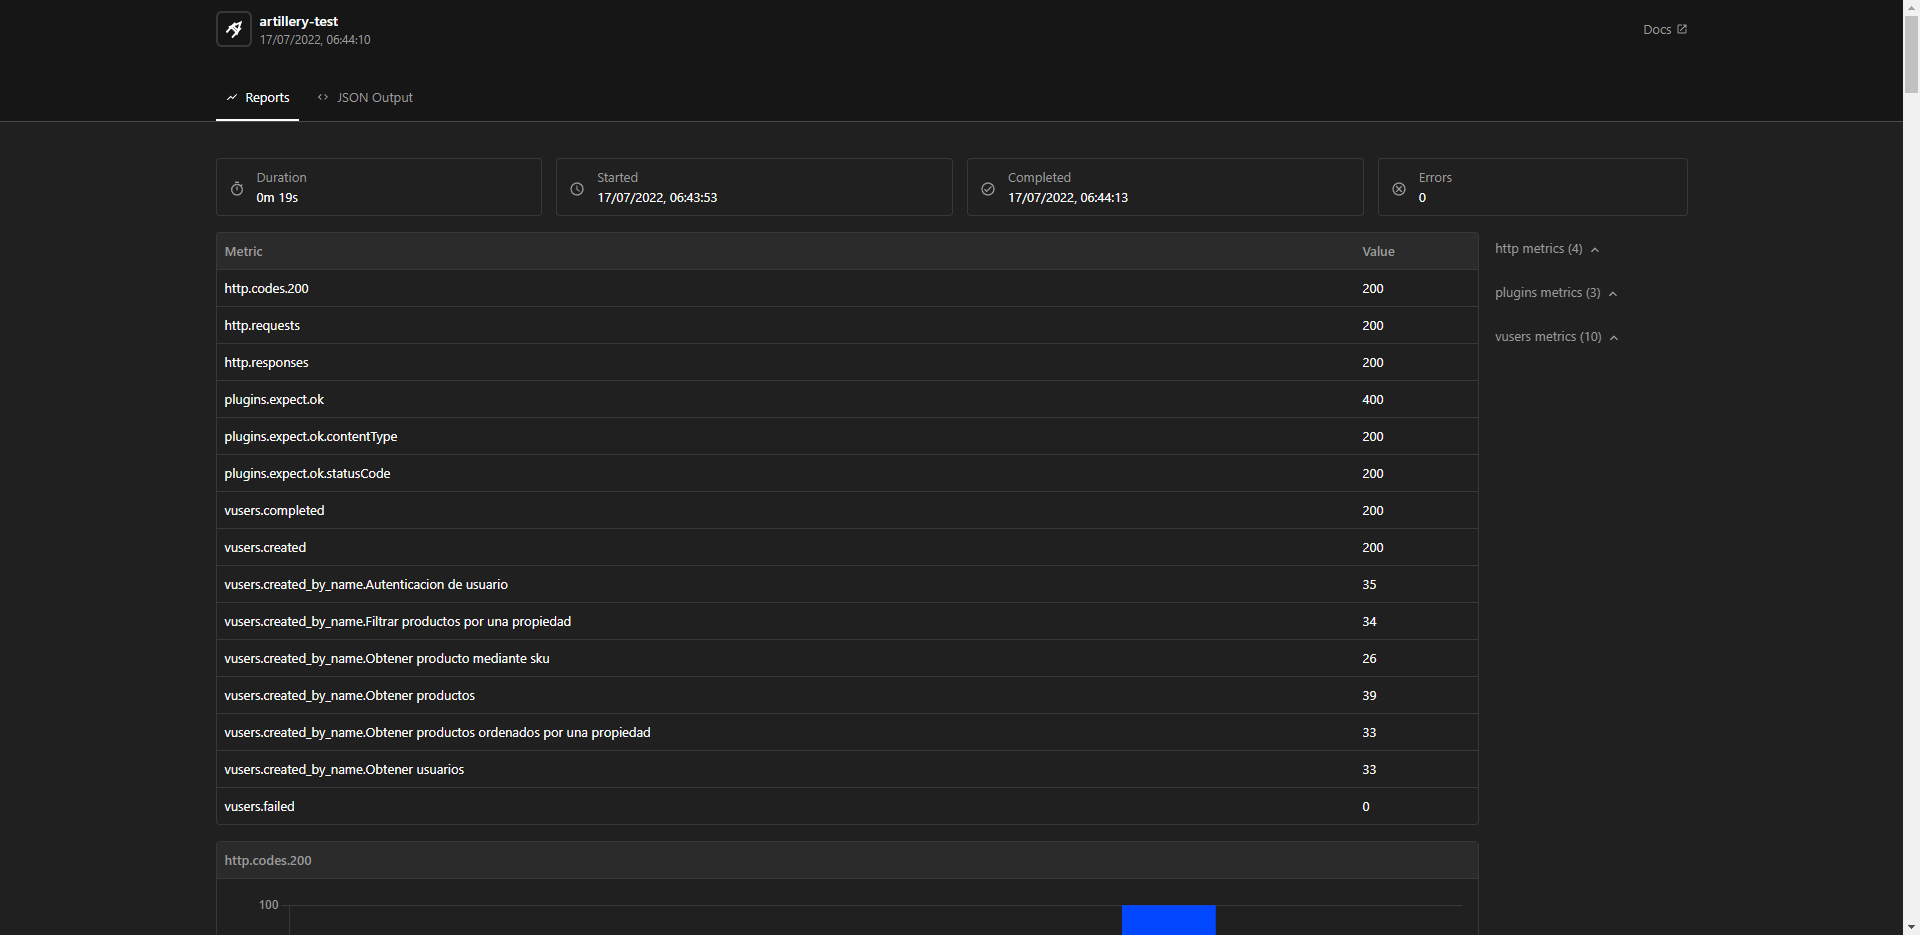 artillery-test
17/07/2022, 06:44:10
Docs
Reports
JSON Output
Duration
0m 19s
Started
17/07/2022, 06:43:53
Completed
17/07/2022, 06:44:13
Errors
0
Metric Value
http.codes.200 200
http.requests 200
http.responses 200
plugins.expect.ok 400
plugins.expect.ok.contentType 200
plugins.expect.ok.statusCode 200
vusers.completed 200
vusers.created 200
vusers.created_by_name.Autenticacion de usuario 35
vusers.created_by_name.Filtrar productos por una propiedad 34
vusers.created_by_name.Obtener producto mediante sku 26
vusers.created_by_name.Obtener productos 39
vusers.created_by_name.Obtener productos ordenados por una propiedad 33
vusers.created_by_name.Obtener usuarios 33
vusers.failed 0
http metrics (4)
plugins metrics (3)
vusers metrics (10)
http.codes.200
100